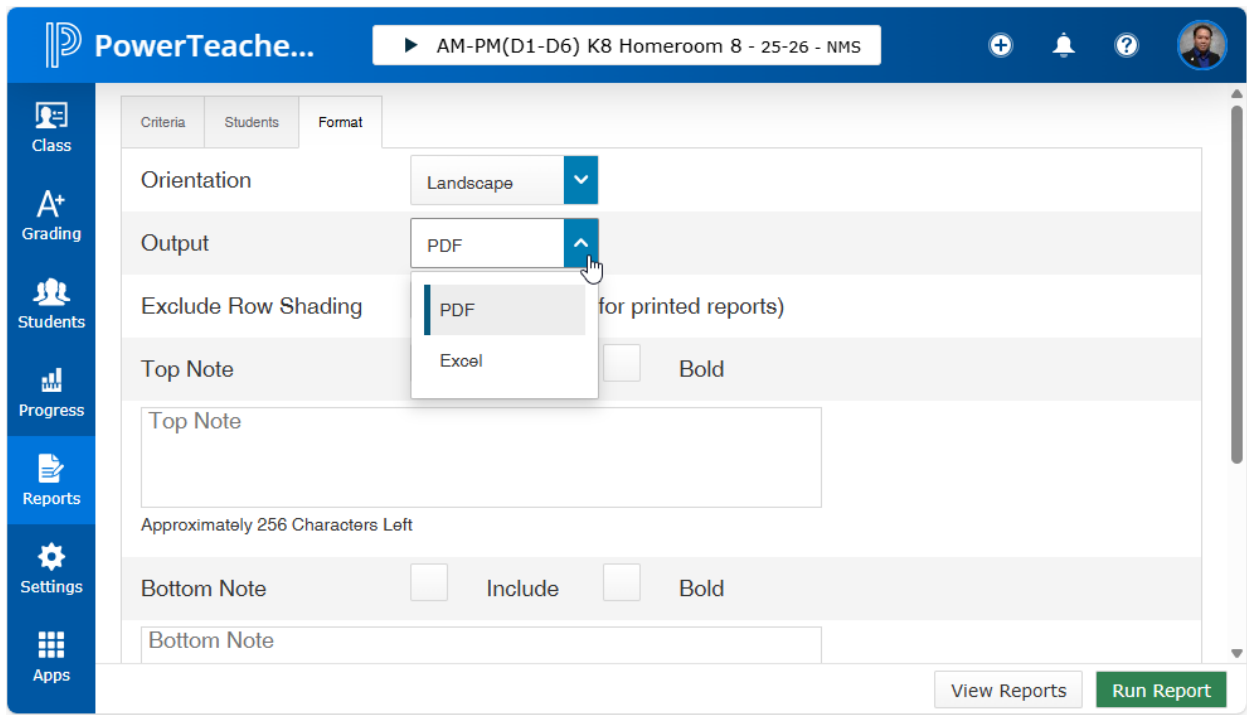 PowerTeache...
AM-PM(D1-D6) K8 Homeroom 8 - 25-26 - NMS
Class
Grading
Students
Progress
Reports
Settings
Apps
Criteria Students Format
Orientation Landscape
Output PDF
PDF
Excel
Exclude Row Shading for printed reports)
Top Note Bold
Top Note
Approximately 256 Characters Left
Bottom Note Include Bold
Bottom Note
View Reports Run Report